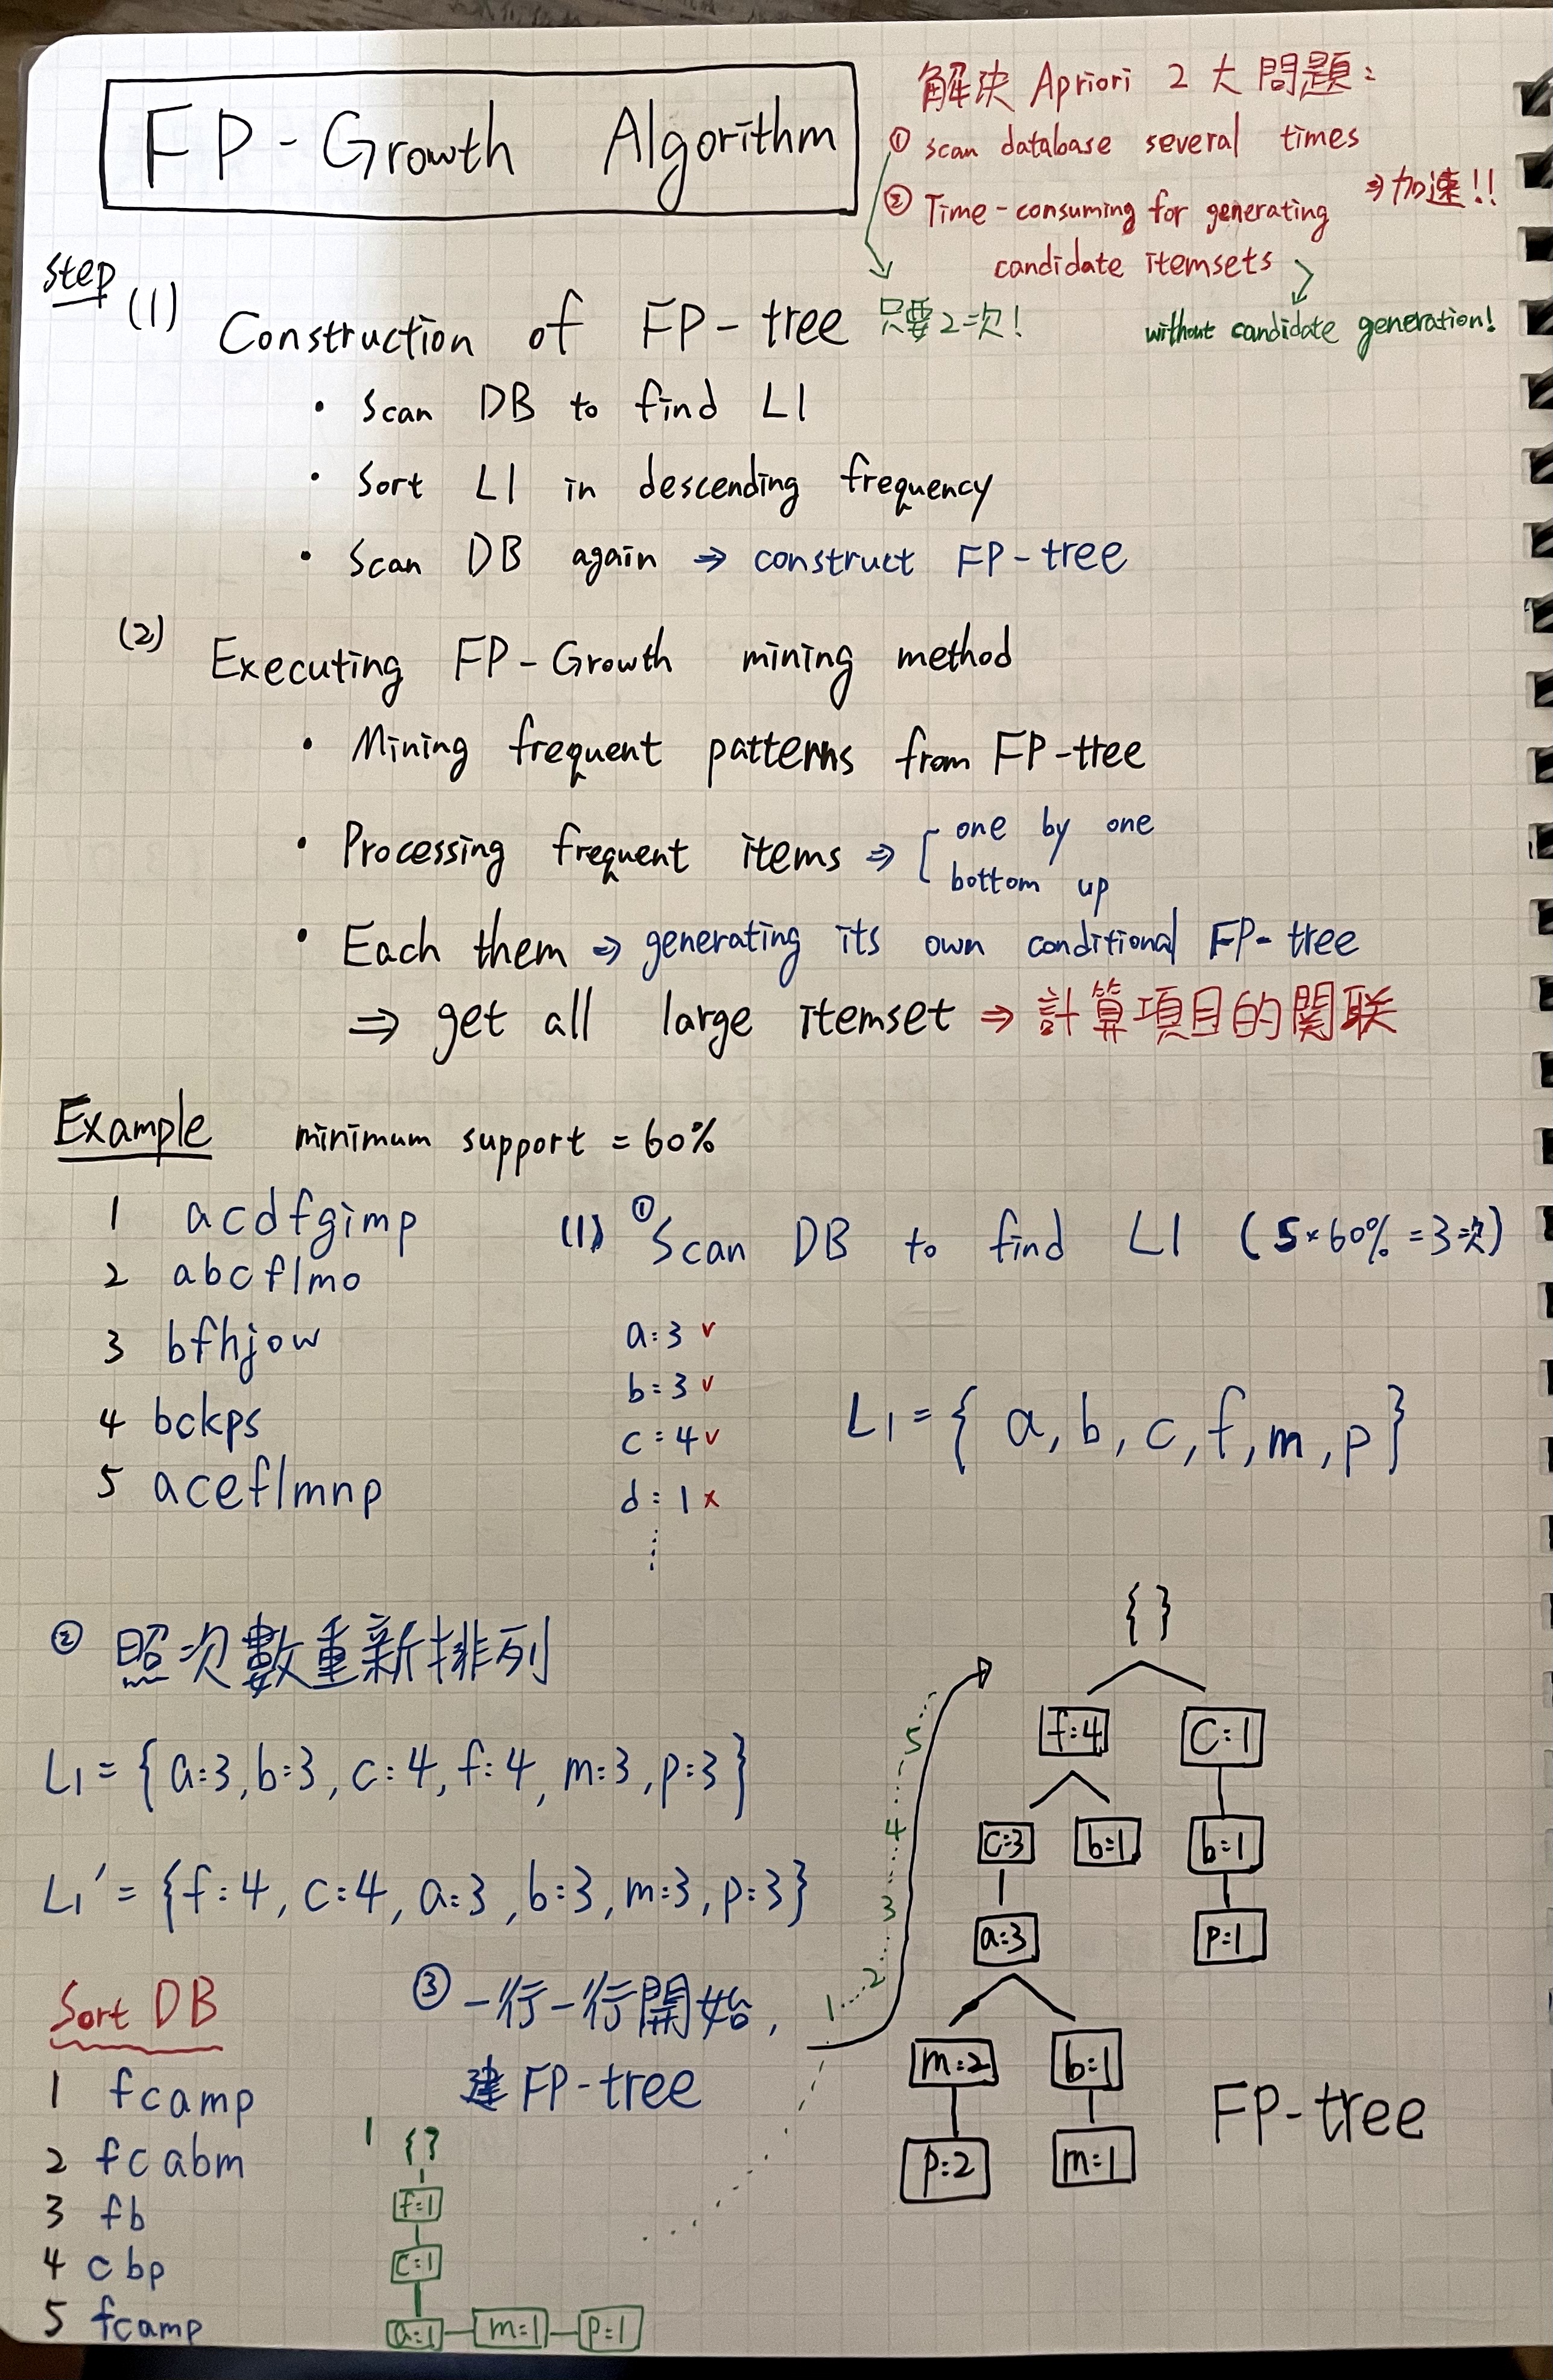 FP-Growth Algorithm
解決 Apriori 2 大問題:
① scan database several times
② Time-consuming for generating
candidate itemsets
⇒加速!!
只要2次!
without candidate generation!
step
(1) Construction of FP-tree
• Scan DB to find L1
• Sort L1 in descending frequency
• Scan DB again ⇒ construct FP-tree
(2) Executing FP-Growth mining method
• Mining frequent patterns from FP-tree
• Processing frequent items ⇒ [ one by one
bottom up
• Each them ⇒ generating its own conditional FP-tree
⇒ get all large itemset ⇒ 計算項目的関联
Example minimum support = 60%
1 acdfgimp
2 abcflmo
3 bfhjow
4 bckps
5 aceflmnp
(1) ① Scan DB to find L1 (5×60% = 3次)
a:3 v
b:3 v
c:4 v
d:1 x
⋮
L1 = { a, b, c, f, m, p }
② 照次數重新排列
L1 = { a:3, b:3, c:4, f:4, m:3, p:3 }
L1' = { f:4, c:4, a:3, b:3, m:3, p:3 }
Sort DB
1 fcamp
2 fcabm
3 fb
4 cbp
5 fcamp
③ 一行一行開始,
建 FP-tree
1 {}
f:1
c:1
a:1 m:1 p:1
1 2 3 4 5
{ }
f:4 C:1
c:3 b:1 b:1
a:3 p:1
m:2 b:1
p:2 m:1
FP-tree